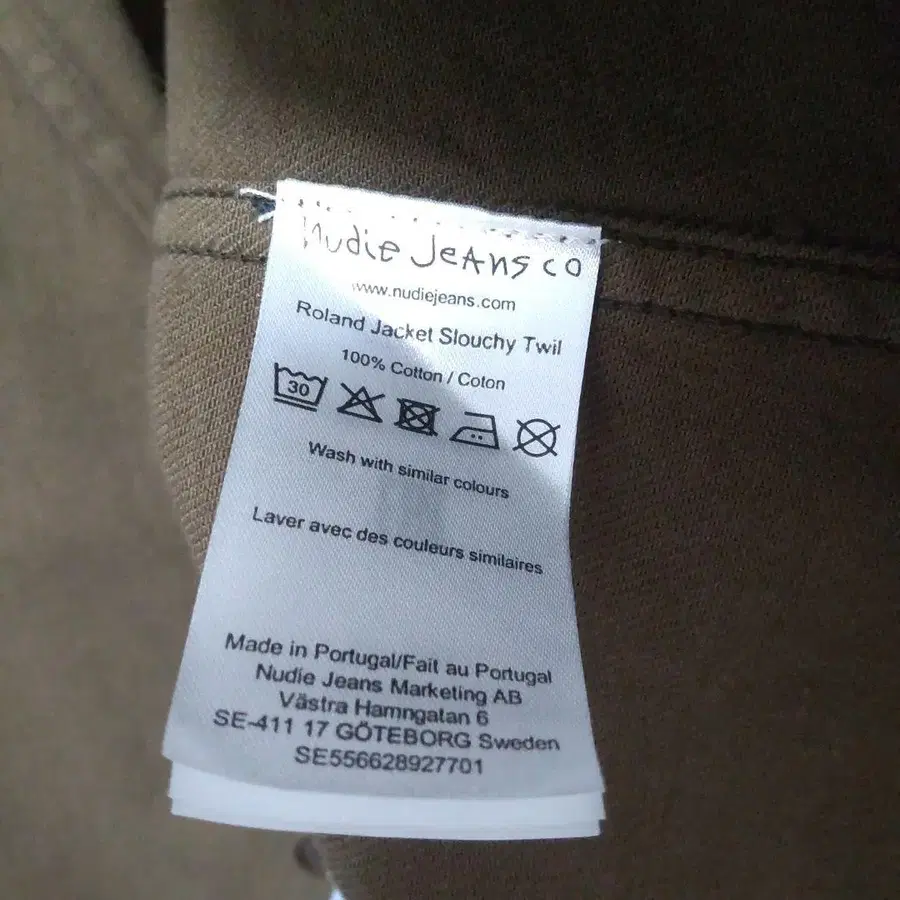 Nudie Jeans co
www.nudiejeans.com
Roland Jacket Slouchy Twil
100% Cotton / Coton
30
Wash with similar colours
Laver avec des couleurs similaires
Made in Portugal/Fait au Portugal
Nudie Jeans Marketing AB
Västra Hamngatan 6
SE-411 17 GÖTEBORG Sweden
SE556628927701